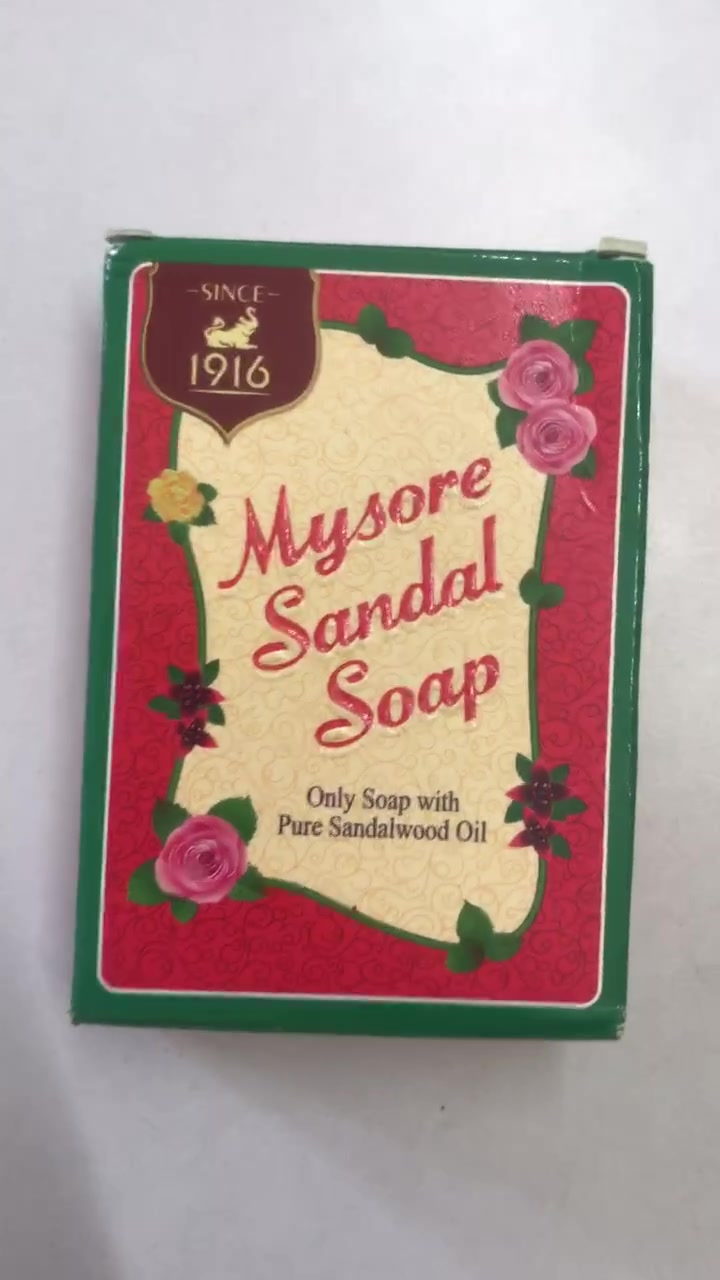 -SINCE-
1916
Mysore
Sandal
Soap
Only Soap with
Pure Sandalwood Oil